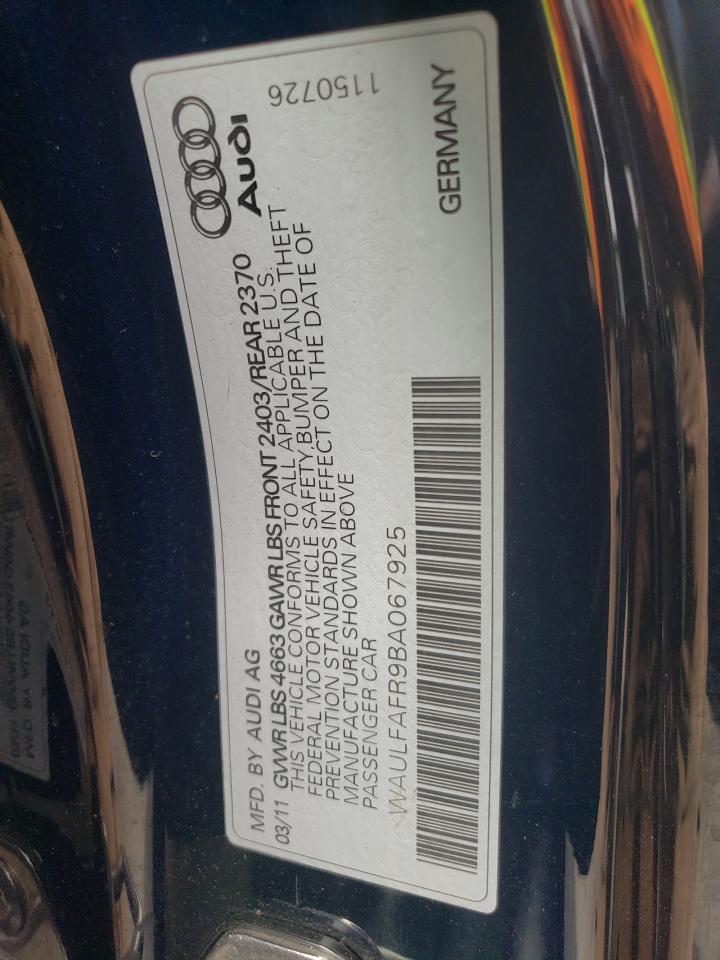 MFD. BY AUDI AG
03/11 GVWR LBS 4663 GAWR LBS FRONT 2403/REAR 2370
THIS VEHICLE CONFORMS TO ALL APPLICABLE U.S.
FEDERAL MOTOR VEHICLE SAFETY,BUMPER AND THEFT
PREVENTION STANDARDS IN EFFECT ON THE DATE OF
MANUFACTURE SHOWN ABOVE
PASSENGER CAR
WAULFAFR9BA067925
Audi
1150726
GERMANY